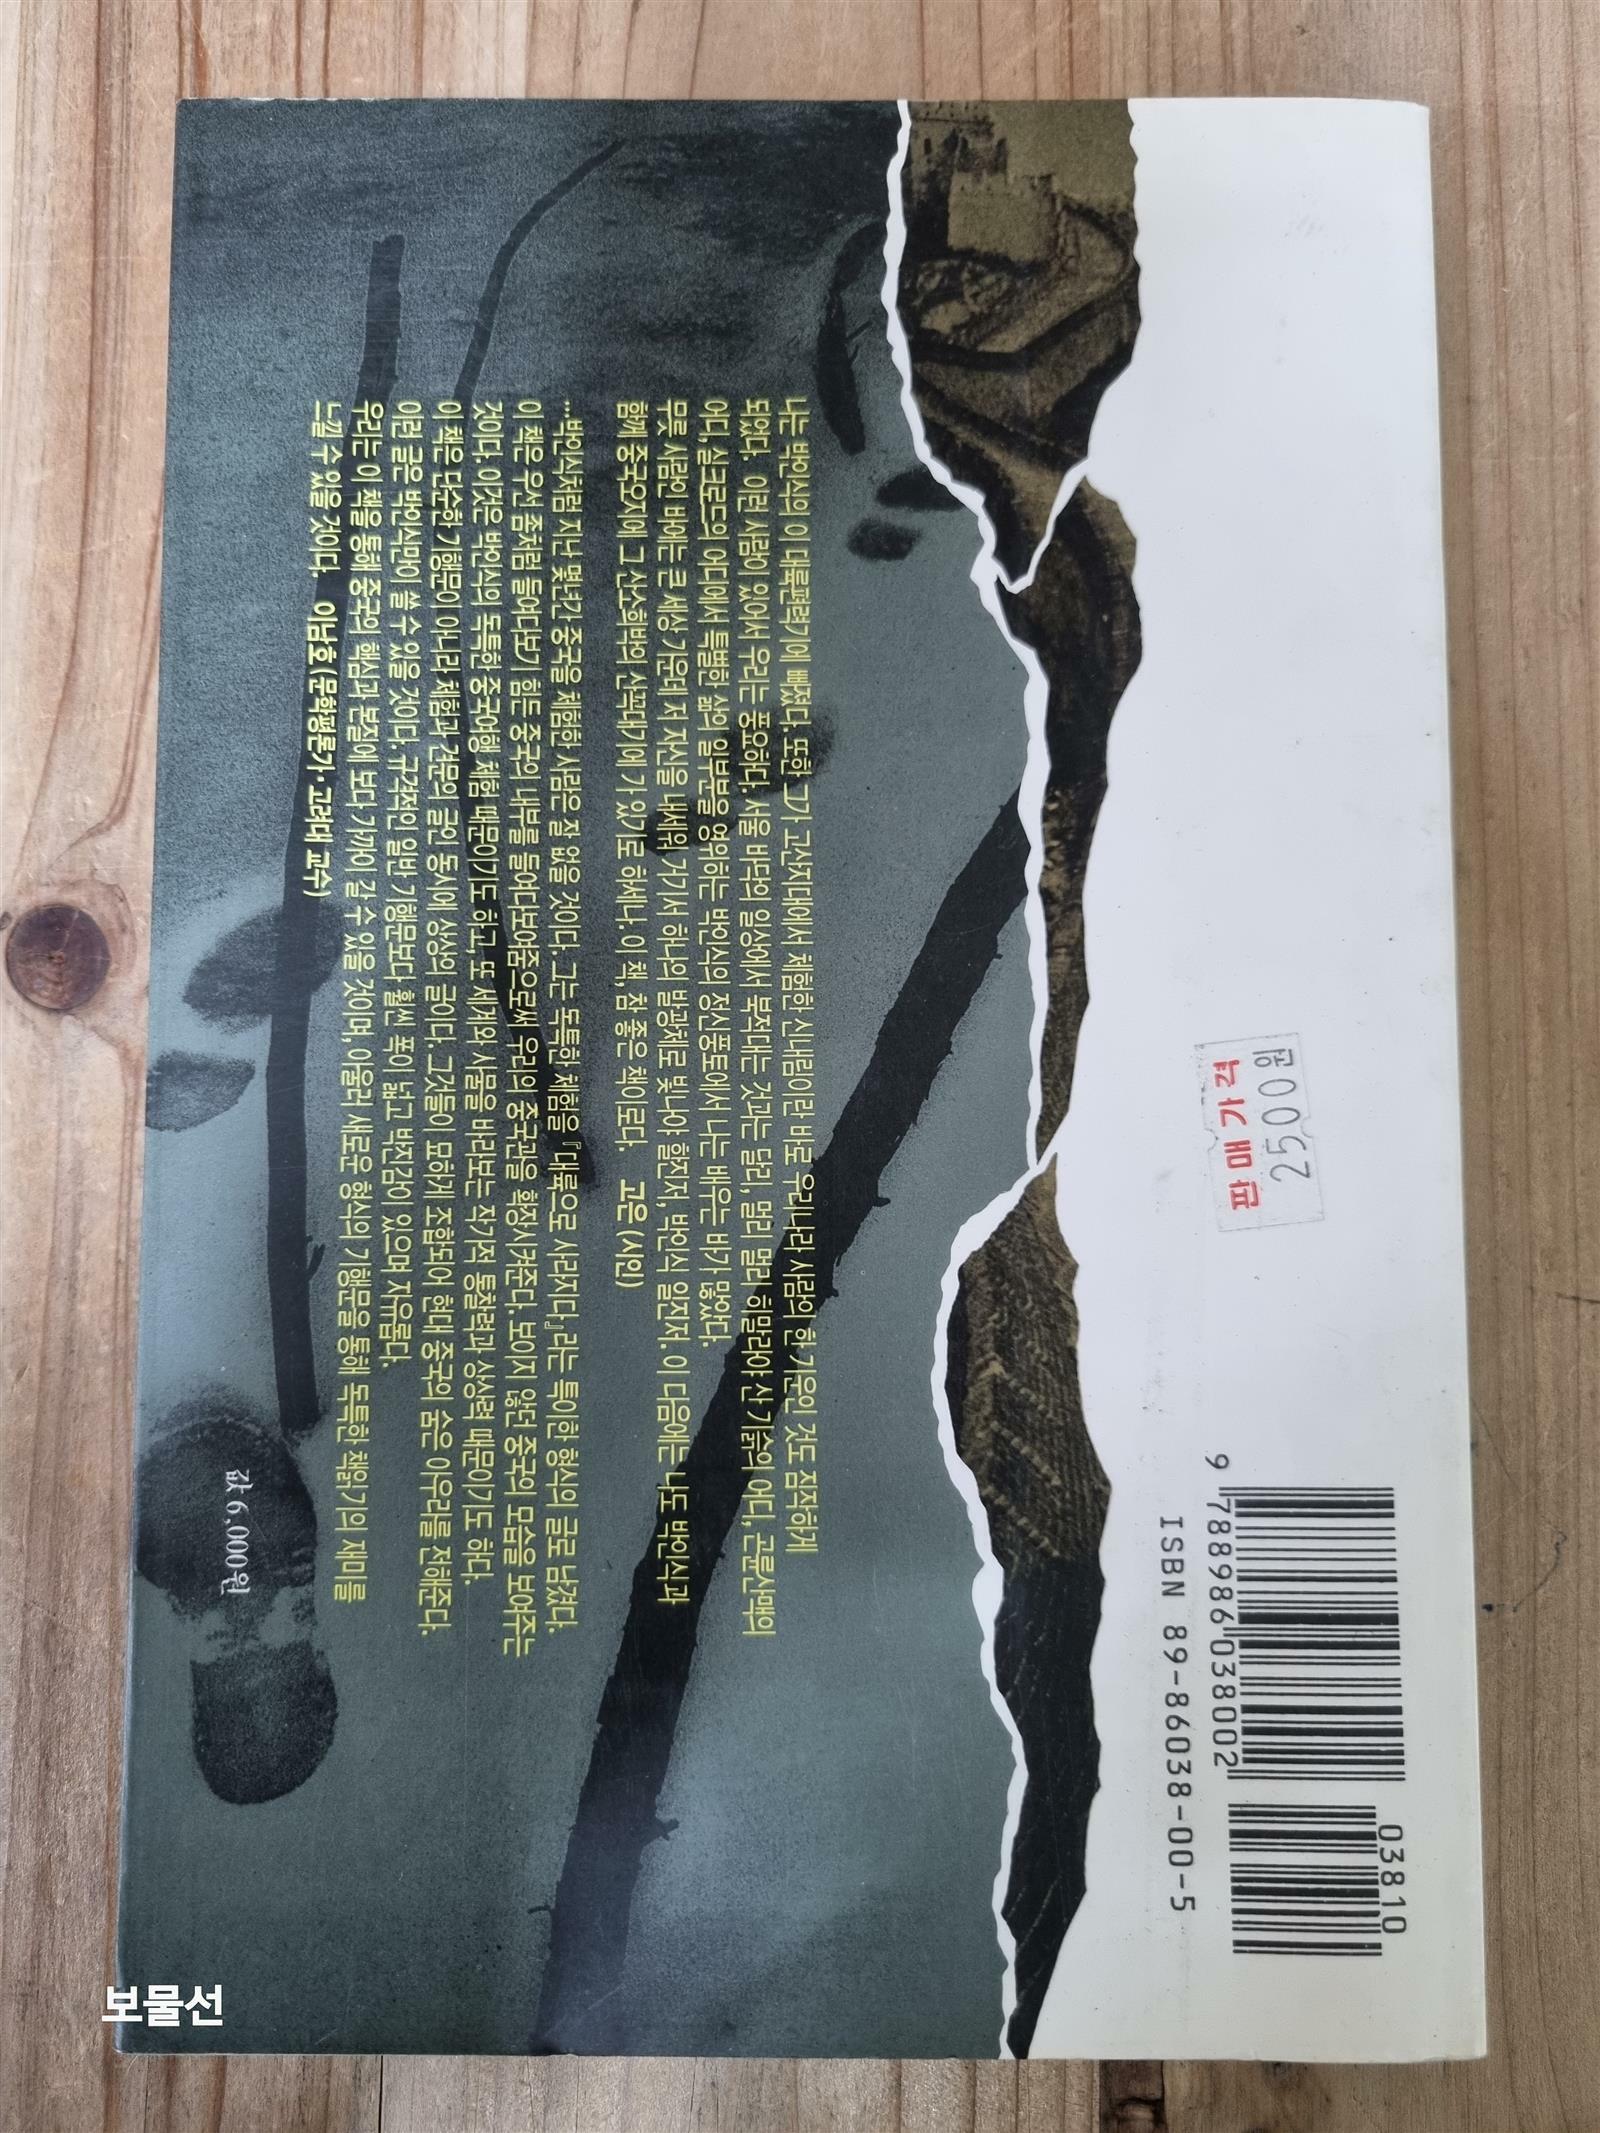 나는 박인식의 이 대륙편력기에 빠졌다. 또한 그가 고산지대에서 체험한 신내림이란 바로 우리나라 사람의 한 기운인 것도 짐작하게
되었다. 이런 사람이 있어서 우리는 풍요하다. 서울 바닥의 일상에서 북적대는 것과는 달리, 멀리 멀리 히말라야 산 기슭의 어디, 곤륜산맥의
어디, 실크로드의 어디에서 특별한 삶의 일부분을 영위하는 박인식의 정신풍토에서 나는 배우는 바가 많았다.
무릇 사람인 바에는 큰 세상 가운데 저 자신을 내세워 거기서 하나의 발광체로 빛나야 할진저, 박인식 일진저. 이 다음에는 나도 박인식과
함께 중국오지에 그 산소희박의 산꼭대기에 가 있기로 하세나. 이 책, 참 좋은 책이로다. 고은 (시인)
…박인식처럼 지난 몇년간 중국을 체험한 사람은 잘 없을 것이다. 그는 독특한 체험을 『대륙으로 사라지다』라는 특이한 형식의 글로 남겼다.
이 책은 우선 좀처럼 들여다보기 힘든 중국의 내부를 들여다보여줌으로써 우리의 중국관을 확장시켜준다. 보이지 않던 중국의 모습을 보여주는
것이다. 이것은 박인식의 독특한 중국여행 체험 때문이기도 하고, 또 세계와 사물을 바라보는 작가적 통찰력과 상상력 때문이기도 하다.
이 책은 단순한 기행문이 아니라 체험과 견문의 글인 동시에 상상의 글이다. 그것들이 묘하게 조합되어 현대 중국의 숨은 아우라를 전해준다.
이런 글은 박인식만이 쓸 수 있을 것이다. 규격적인 일반 기행문보다 훨씬 폭이 넓고 박진감이 있으며 자유롭다.
우리는 이 책을 통해 중국의 핵심과 본질에 보다 가까이 갈 수 있을 것이며, 아울러 새로운 형식의 기행문을 통해 독특한 책읽기의 재미를
느낄 수 있을 것이다. 이남호 (문학평론가·고려대 교수)
값 6,000원
2500원
판매가격
03810
9 788986 038002
ISBN 89-86038-00-5
보물선